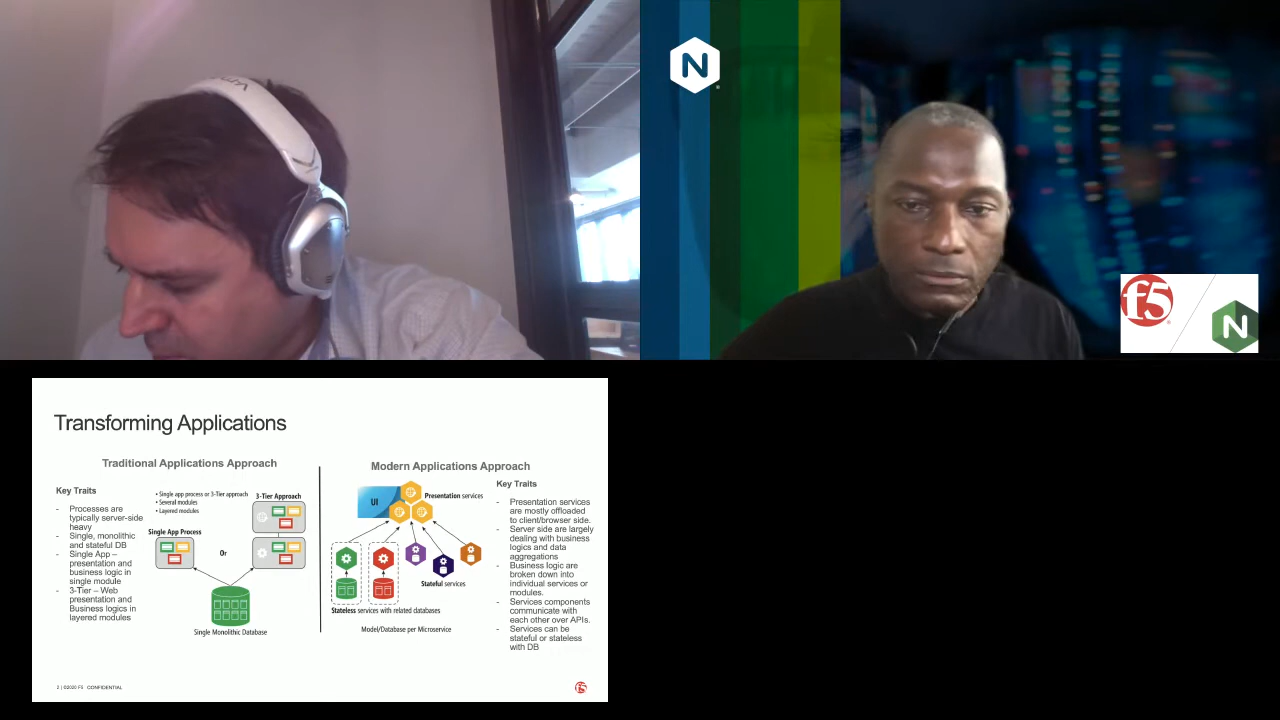 N
f5
N
Transforming Applications
Traditional Applications Approach
Key Traits
- Processes are
typically server-side
heavy
- Single, monolithic
and stateful DB
- Single App –
presentation and
business logic in
single module
- 3-Tier – Web
presentation and
Business logics in
layered modules
• Single app process or 3-Tier approach
• Several modules
• Layered modules
3-Tier Approach
Single App Process
Or
Single Monolithic Database
Modern Applications Approach
UI
Presentation services
Stateful services
Stateless services with related databases
Model/Database per Microservice
Key Traits
- Presentation services
are mostly offloaded
to client/browser side.
- Server side are largely
dealing with business
logics and data
aggregations
- Business logic are
broken down into
individual services or
modules.
- Services components
communicate with
each other over APIs.
- Services can be
stateful or stateless
with DB
2 | ©2020 F5 CONFIDENTIAL
f5